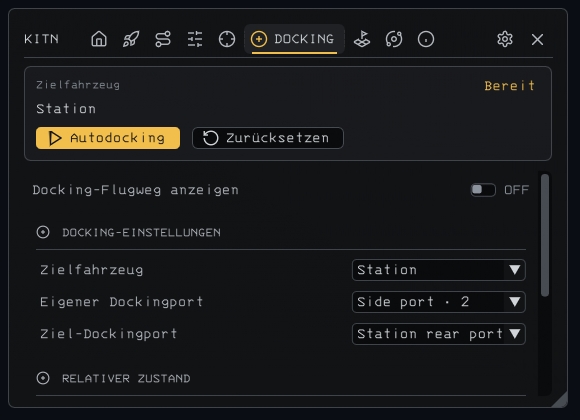 KITN DOCKING
Zielfahrzeug Bereit
Station
Autodocking Zurücksetzen
Docking-Flugweg anzeigen OFF
DOCKING-EINSTELLUNGEN
Zielfahrzeug Station
Eigener Dockingport Side port · 2
Ziel-Dockingport Station rear port
RELATIVER ZUSTAND